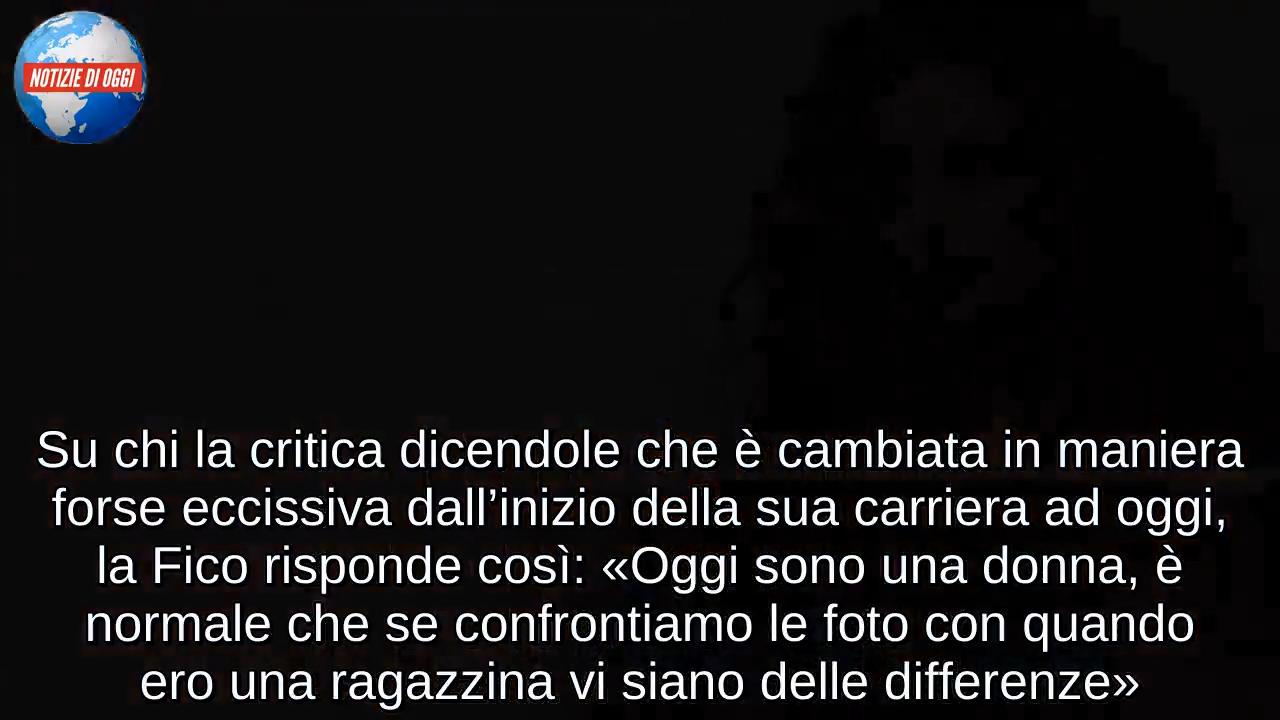 NOTIZIE DI OGGI
Su chi la critica dicendole che è cambiata in maniera
forse eccissiva dall’inizio della sua carriera ad oggi,
la Fico risponde così: «Oggi sono una donna, è
normale che se confrontiamo le foto con quando
ero una ragazzina vi siano delle differenze»